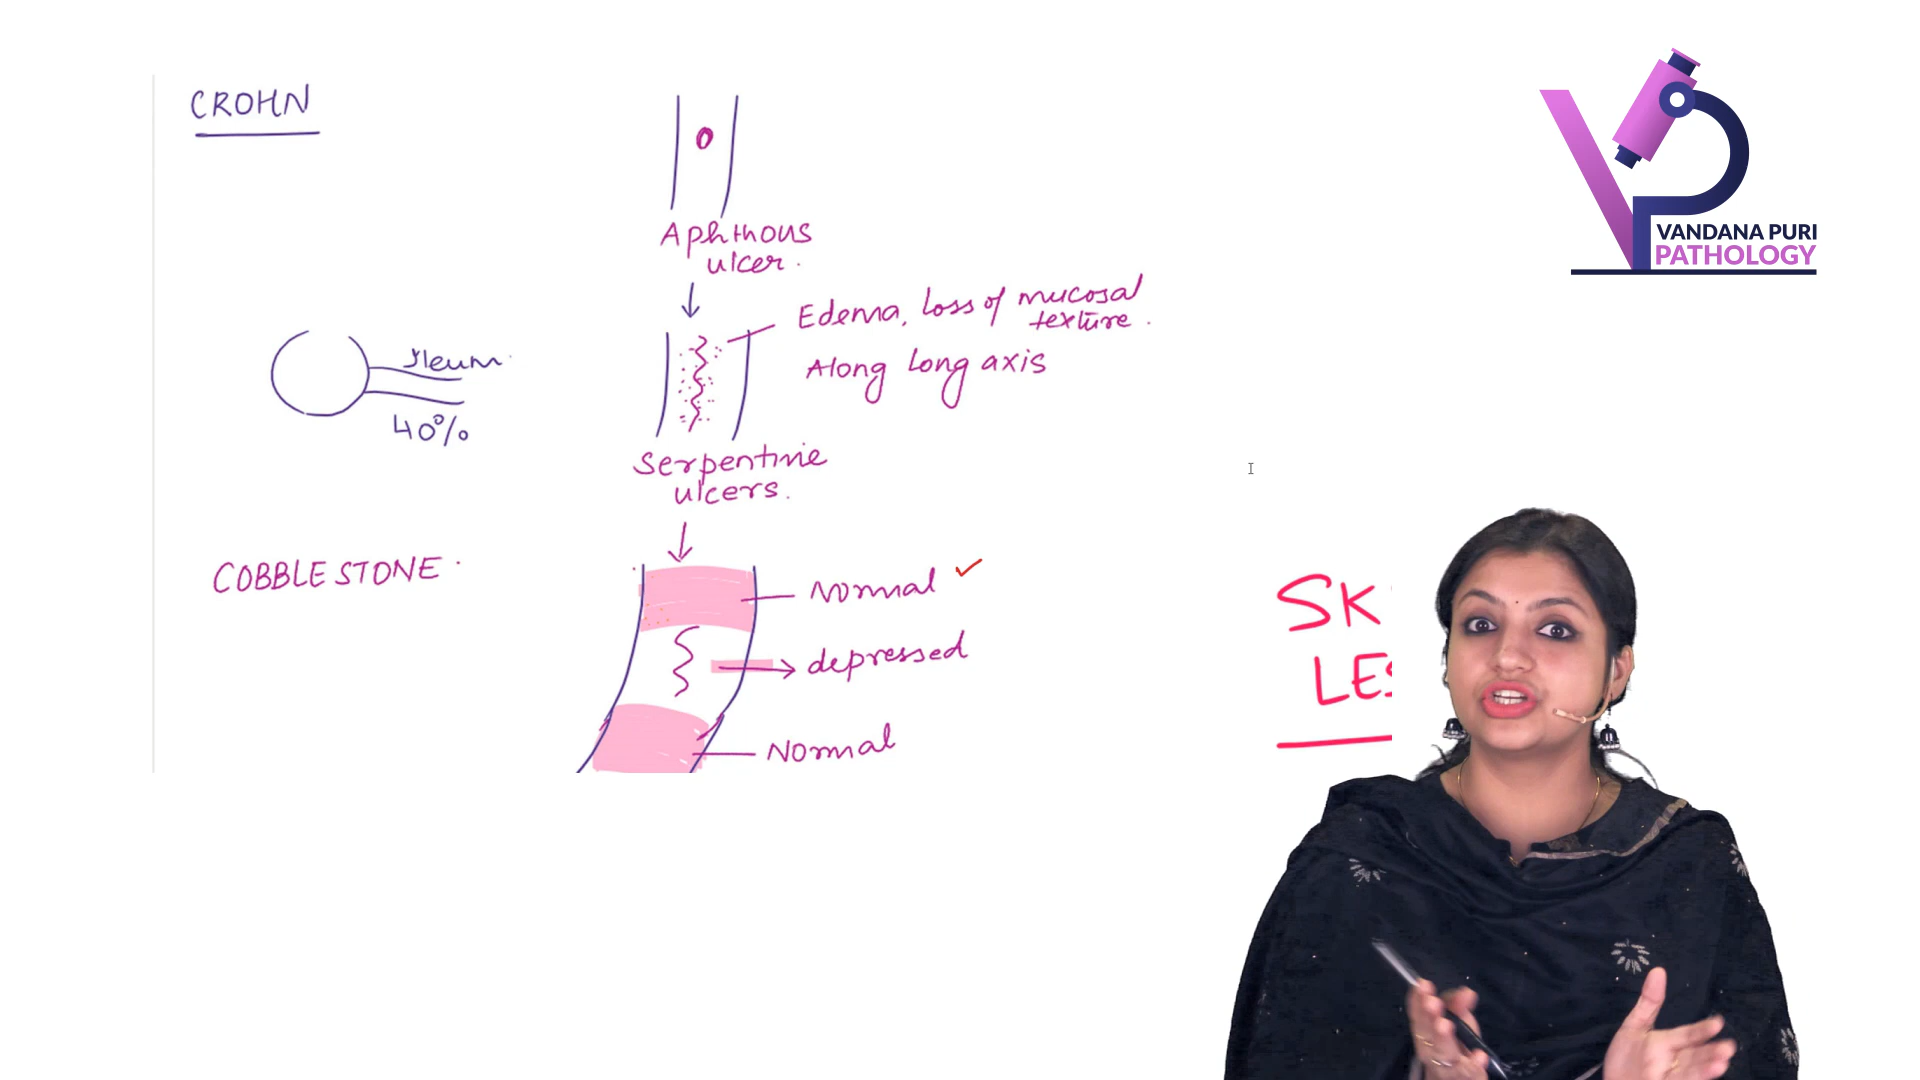 CROHN
Aphthous
ulcer.
Edema, Loss of mucosal
texture.
Along long axis
Ileum
40%
Serpentine
ulcers.
COBBLESTONE
Normal ✓
depressed
Normal
SK
LES
VANDANA PURI
PATHOLOGY